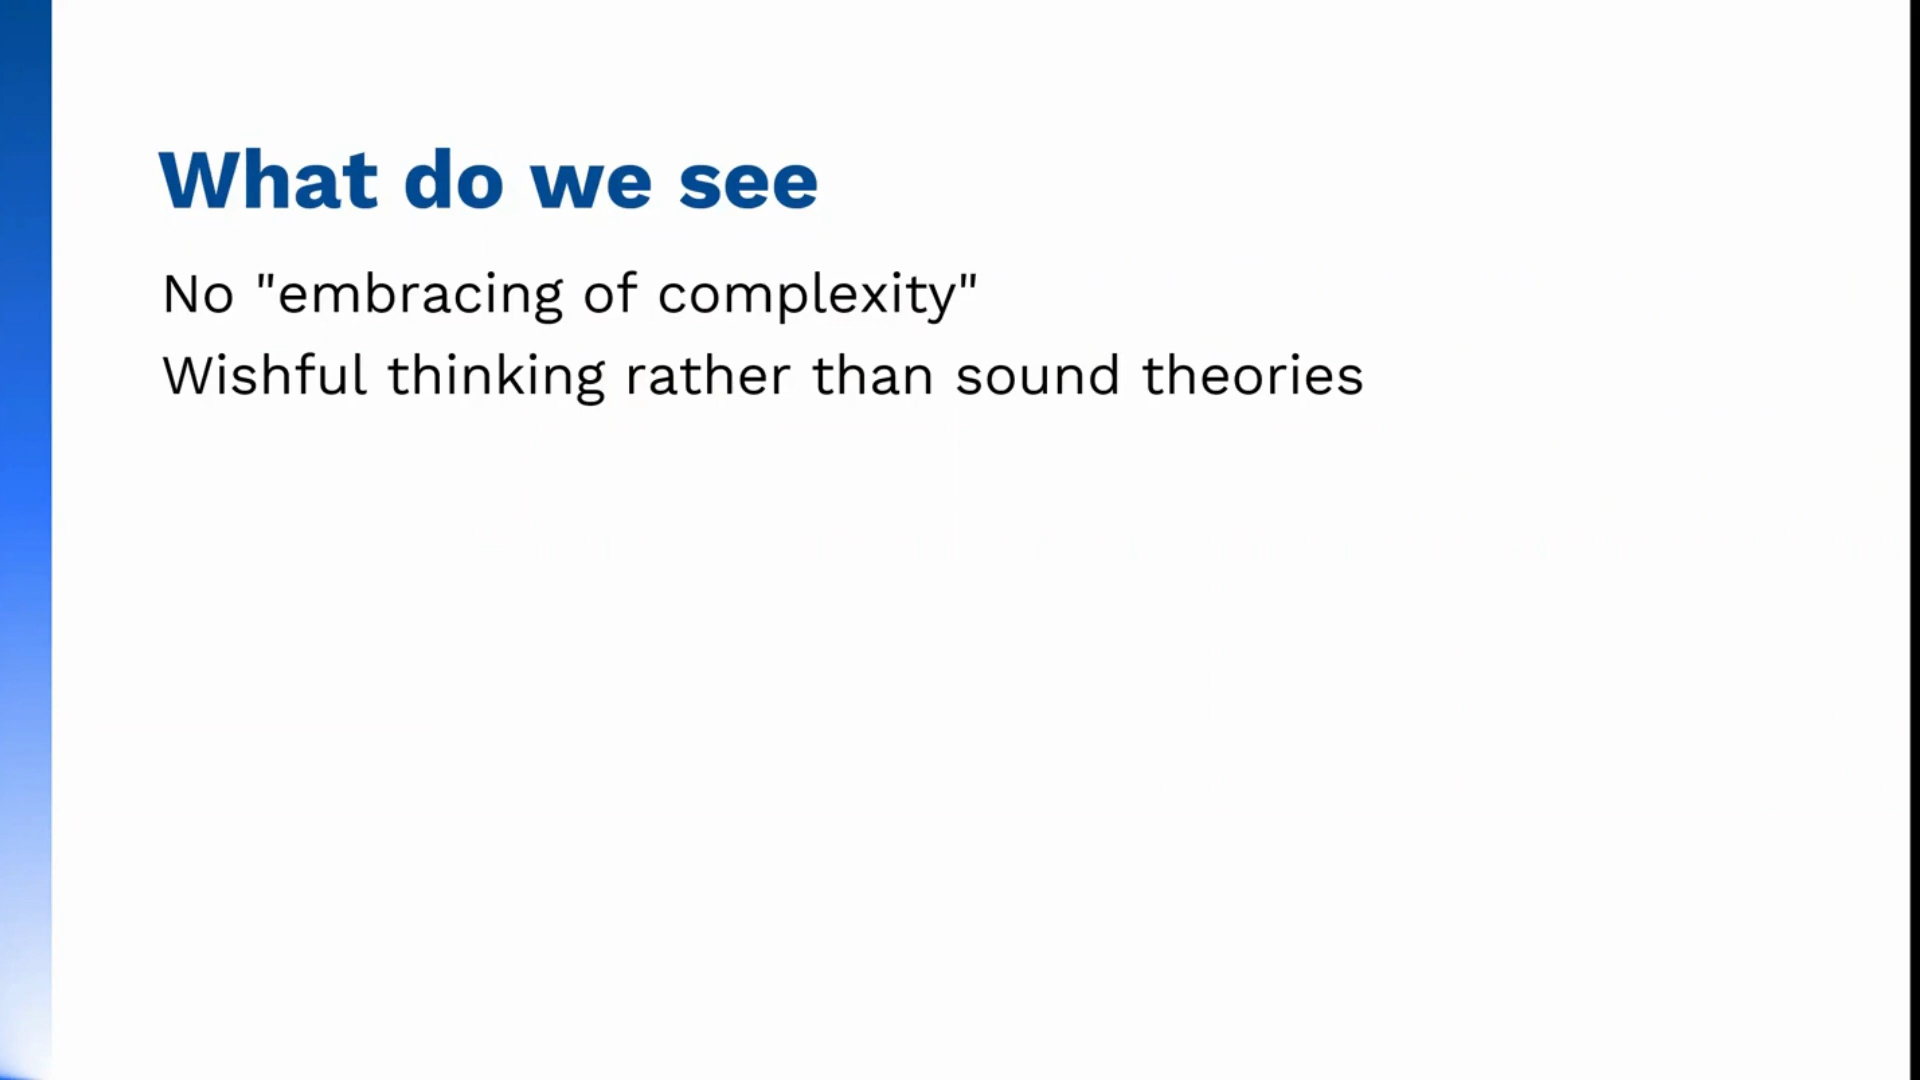 What do we see
No "embracing of complexity"
Wishful thinking rather than sound theories